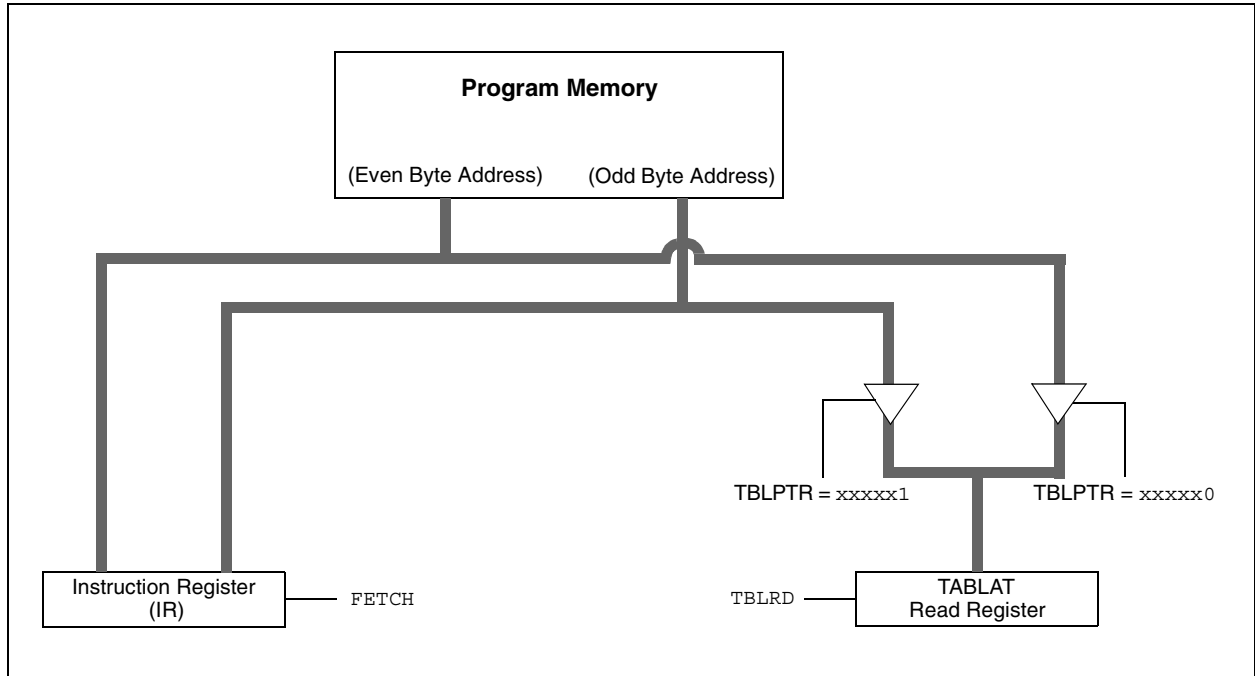 Program Memory
(Even Byte Address) (Odd Byte Address)
TBLPTR = xxxxx1 TBLPTR = xxxxx0
Instruction Register
(IR)
FETCH
TBLRD
TABLAT
Read Register